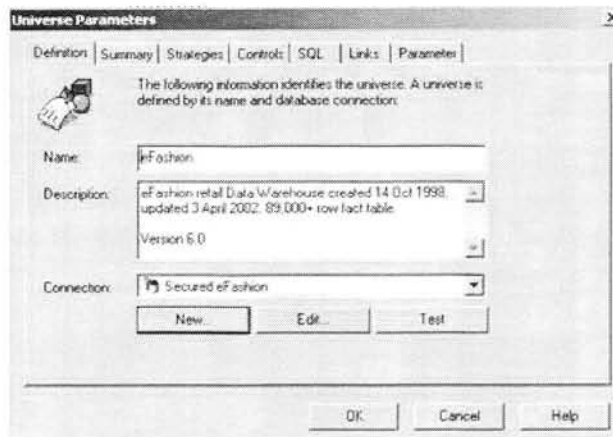 Universe Parameters
Definition Summary Strategies Controls SQL Links Parameter
The following information identifies the universe. A universe is
defined by its name and database connection:
Name: eFashion
Description: eFashion retail Data Warehouse created 14 Oct 1998,
updated 3 April 2002. 89,000+ row fact table.
Version 6.0
Connection: Secured eFashion
New... Edit... Test
OK Cancel Help